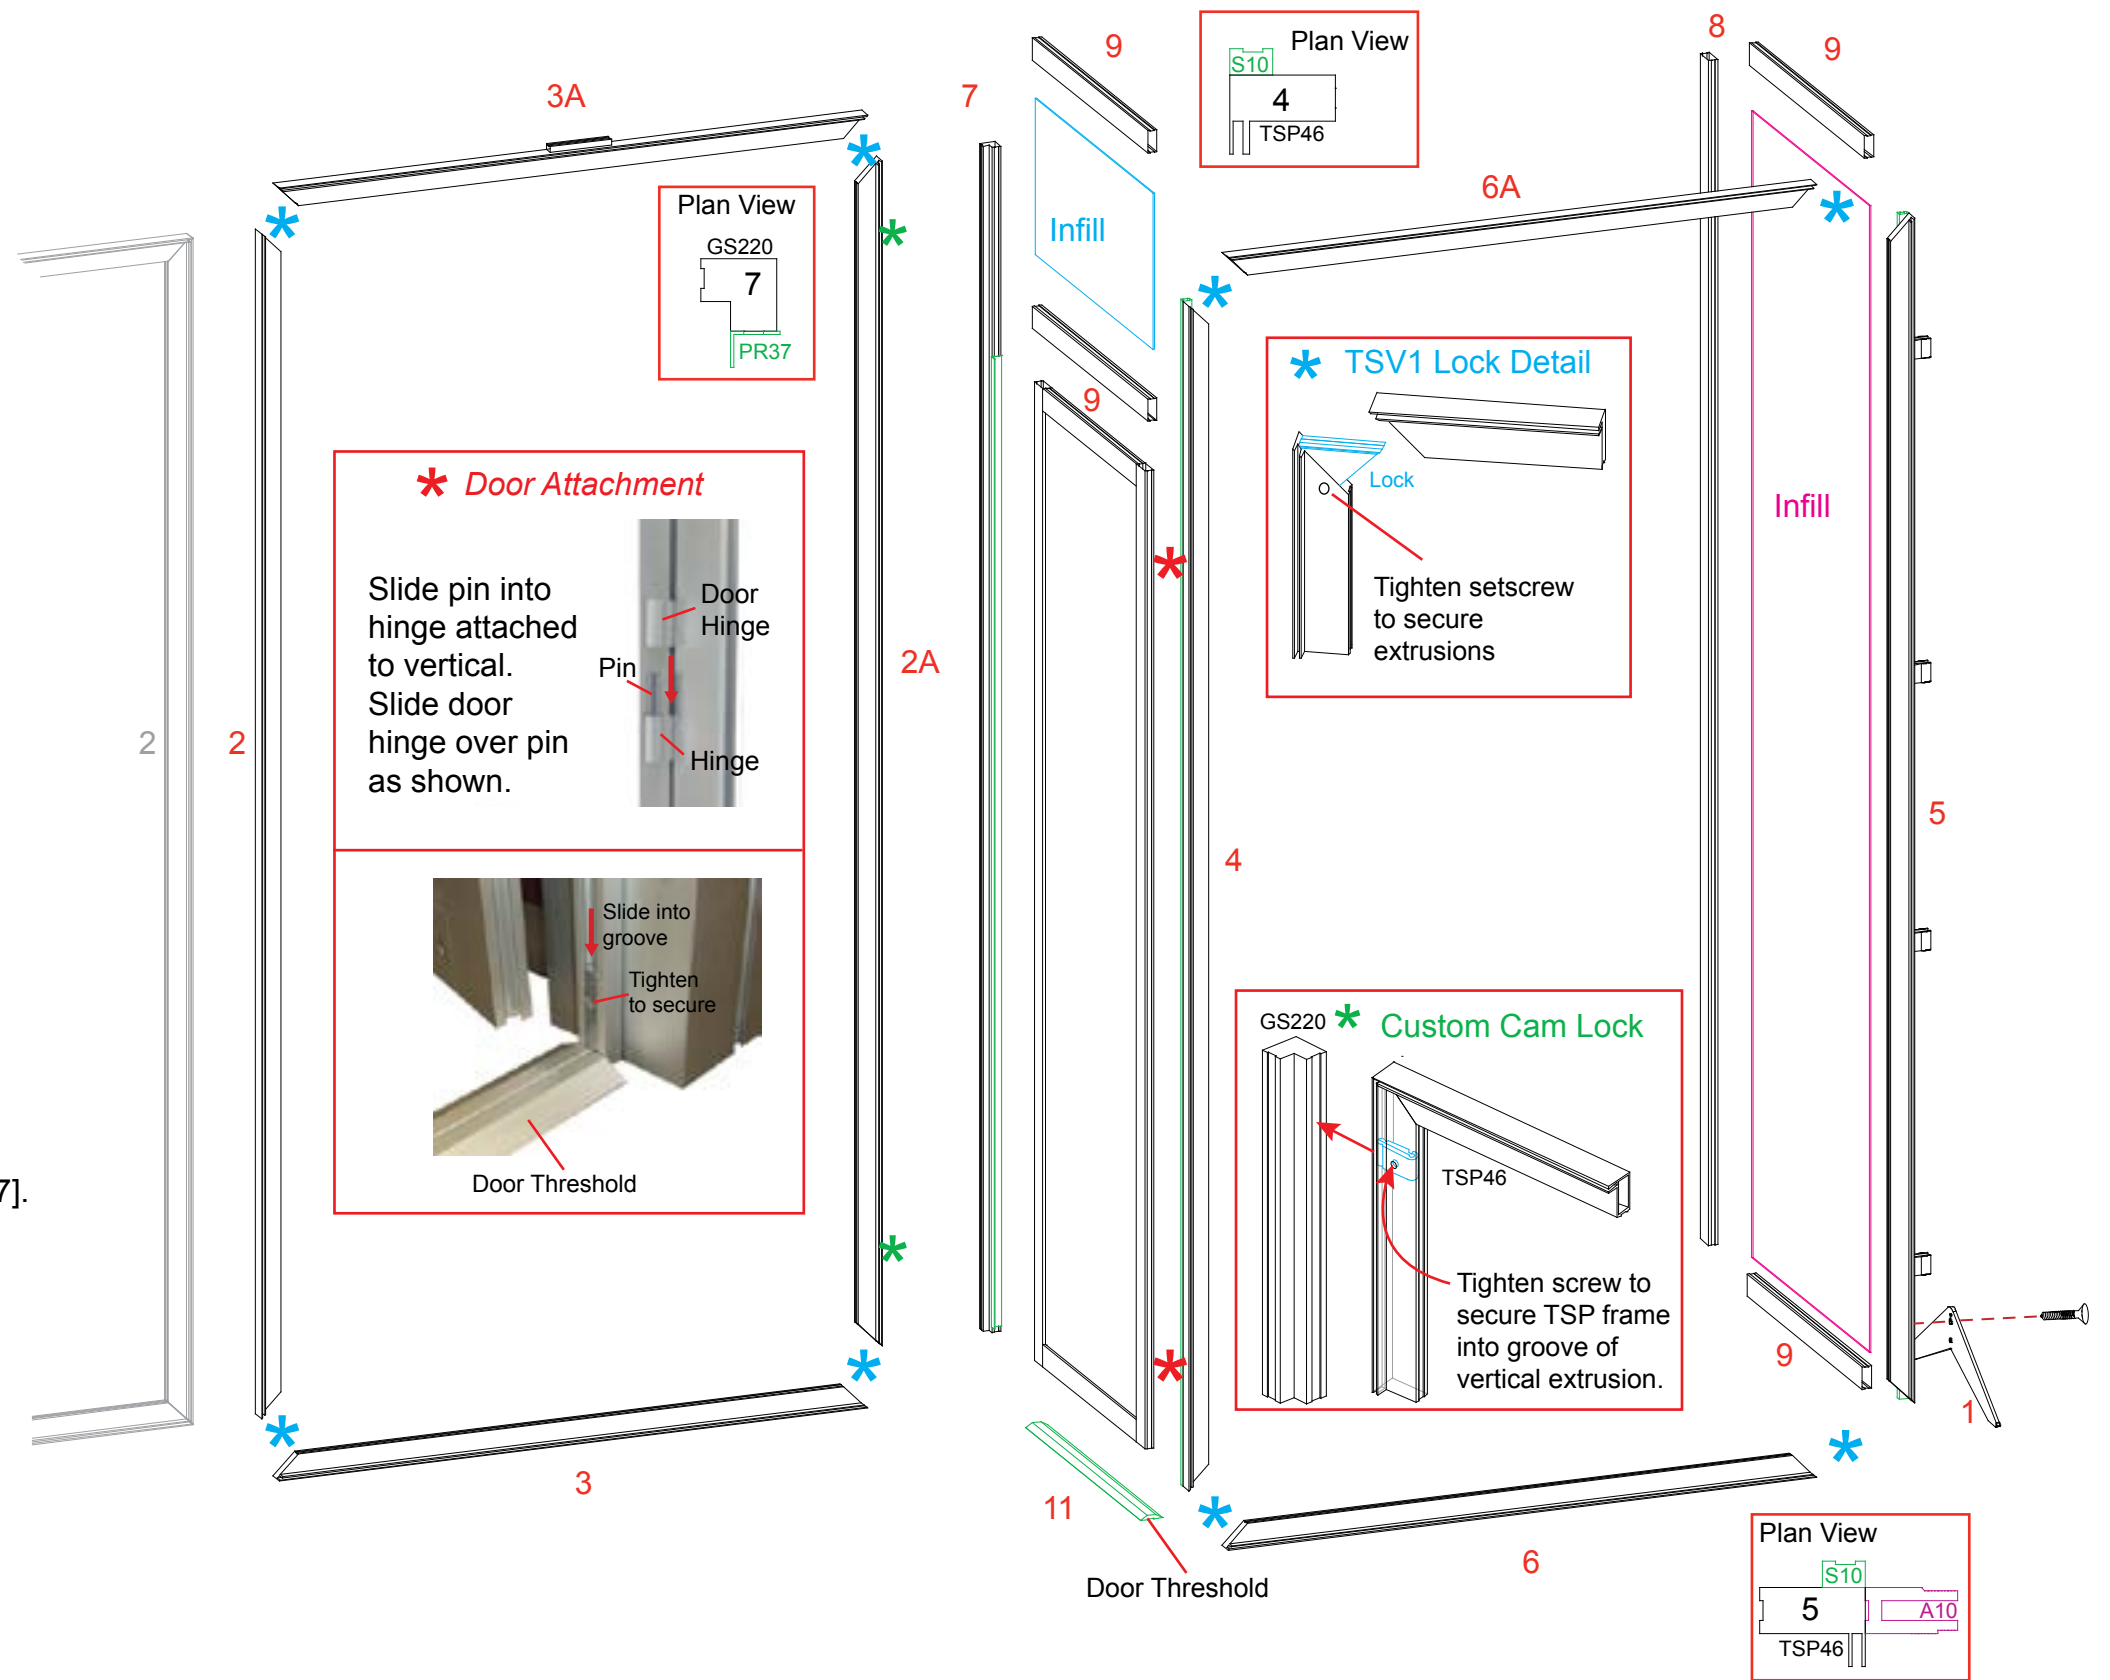 9
Plan View
S10
4
TSP46
8
9
3A
7
6A
Plan View
GS220
7
PR37
Infill
* TSV1 Lock Detail
Lock
Tighten setscrew
to secure
extrusions
9
Infill
* Door Attachment
Slide pin into
hinge attached
to vertical.
Slide door
hinge over pin
as shown.
Door
Hinge
Pin
Hinge
2
2
2A
5
4
Slide into
groove
Tighten
to secure
Door Threshold
7].
GS220 * Custom Cam Lock
TSP46
Tighten screw to
secure TSP frame
into groove of
vertical extrusion.
9
1
3
11
Door Threshold
6
Plan View
S10
5
A10
TSP46